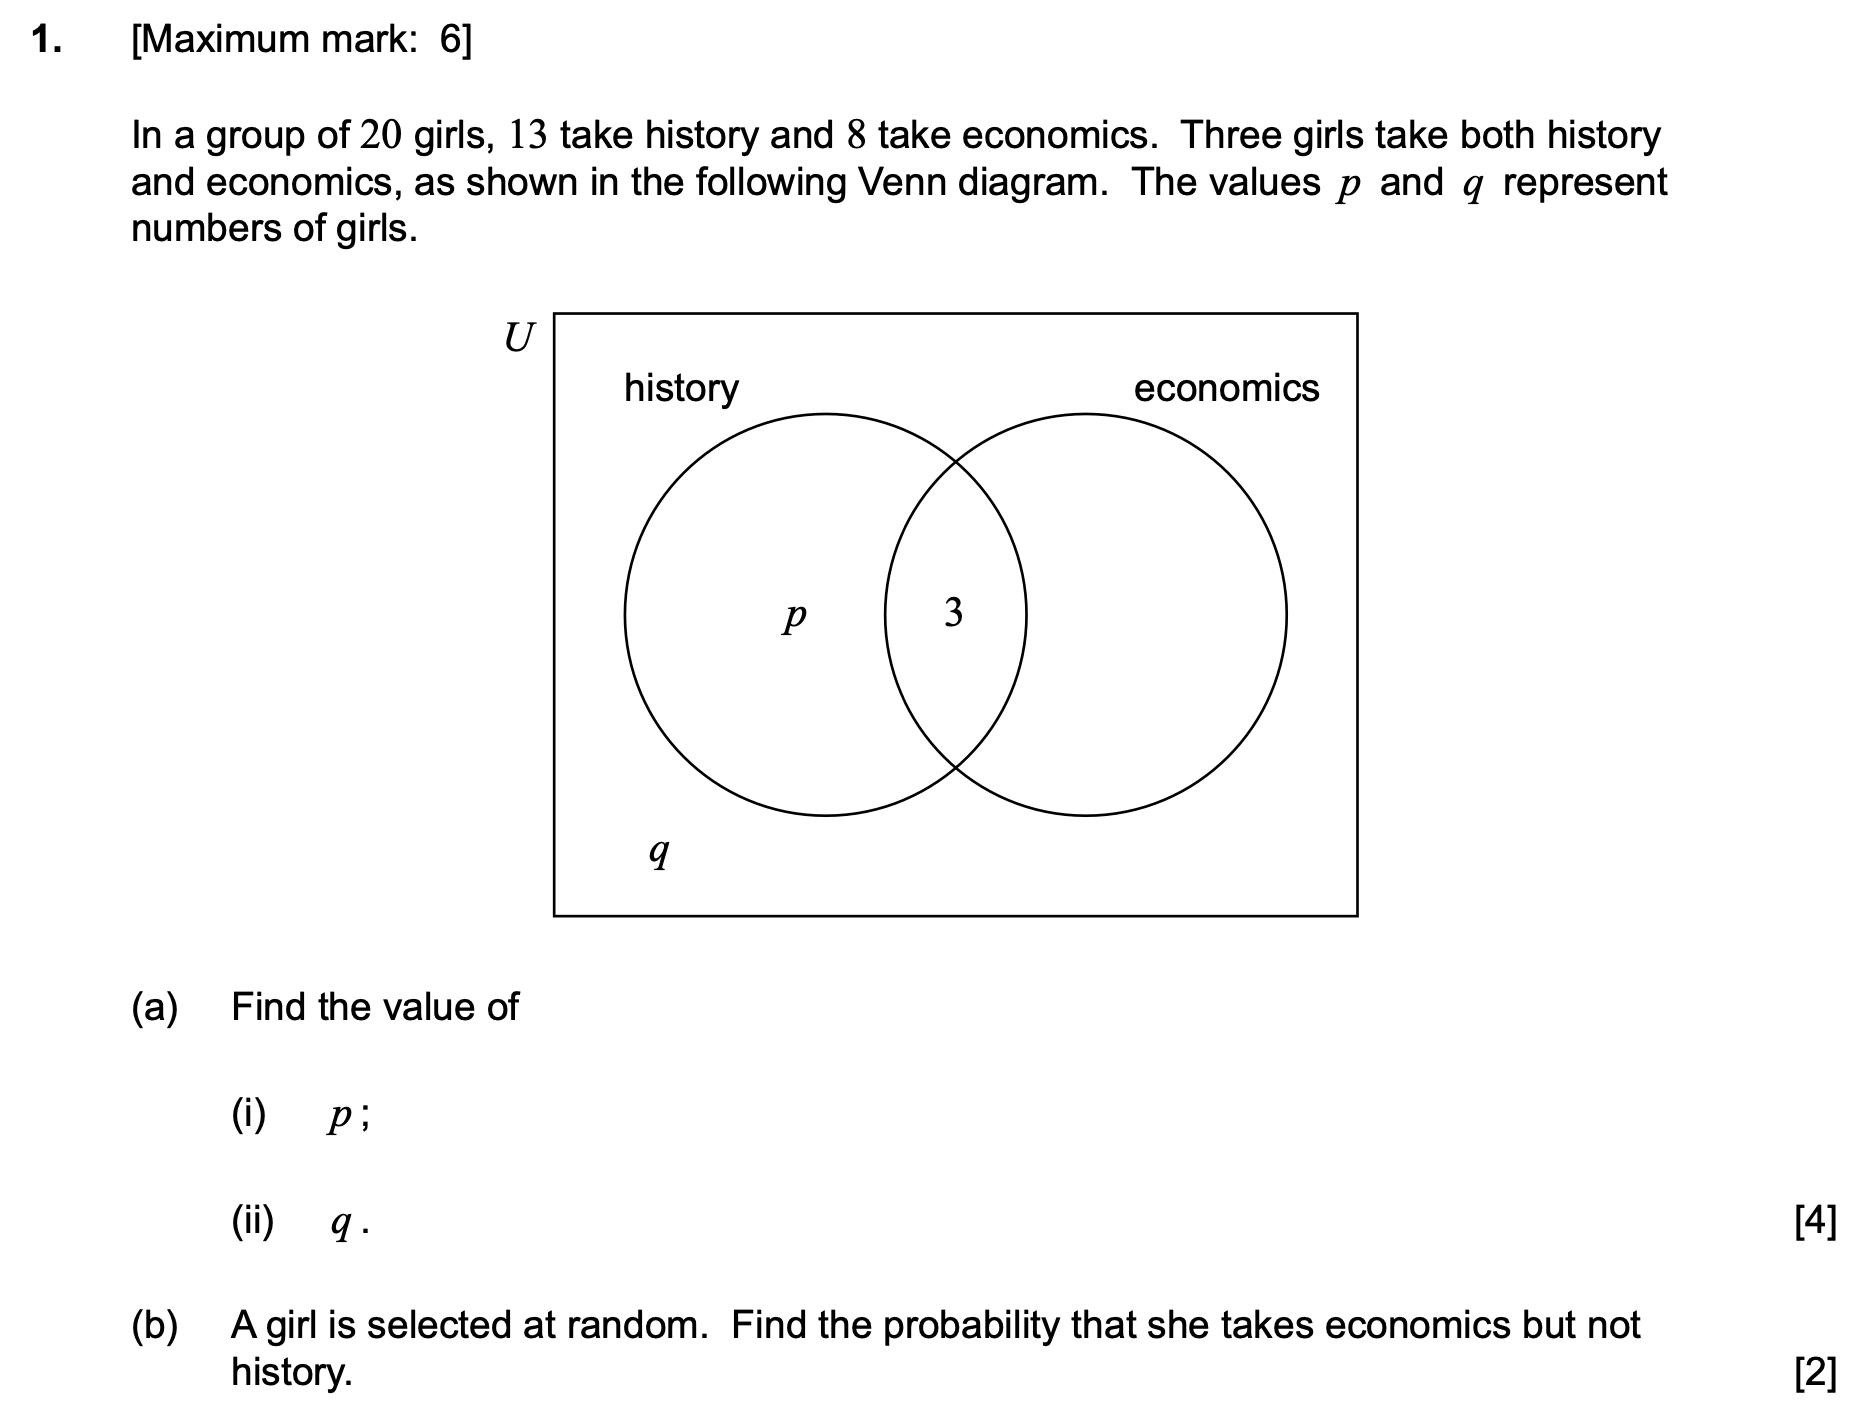 1. [Maximum mark: 6]
In a group of 20 girls, 13 take history and 8 take economics. Three girls take both history
and economics, as shown in the following Venn diagram. The values p and q represent
numbers of girls.
U
history economics
p 3
q
(a) Find the value of
(i) p;
(ii) q. [4]
(b) A girl is selected at random. Find the probability that she takes economics but not
history. [2]